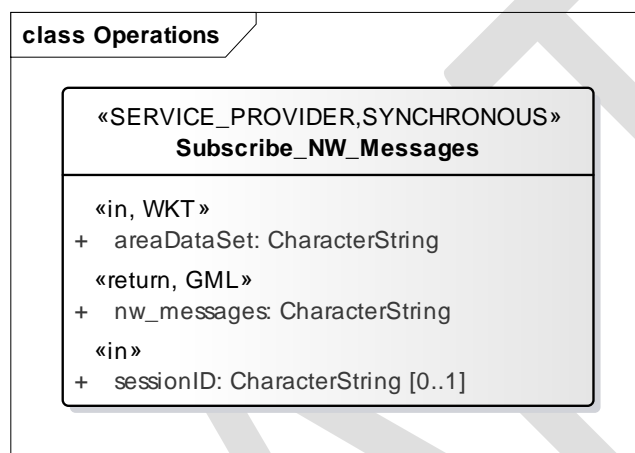 class Operations
«SERVICE_PROVIDER,SYNCHRONOUS»
Subscribe_NW_Messages
«in, WKT»
+ areaDataSet: CharacterString
«return, GML»
+ nw_messages: CharacterString
«in»
+ sessionID: CharacterString [0..1]